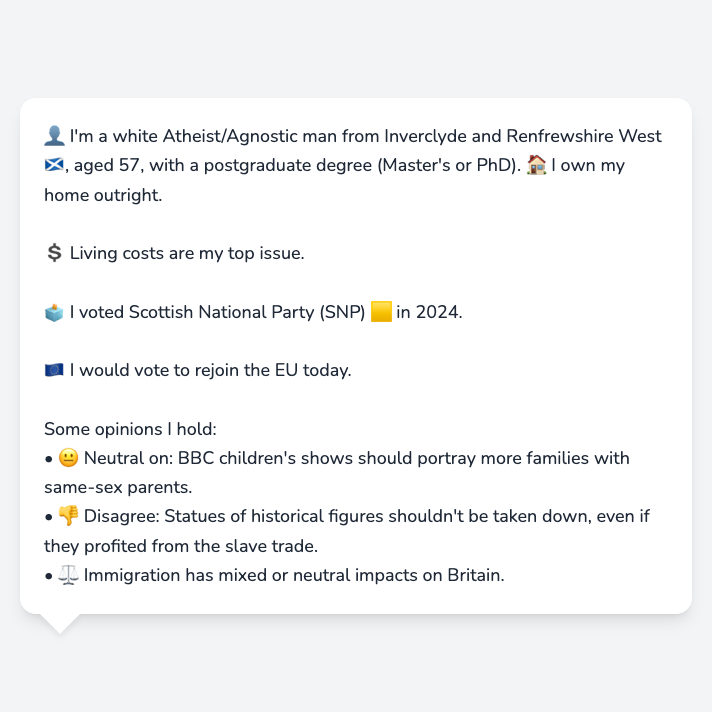 👤 I'm a white Atheist/Agnostic man from Inverclyde and Renfrewshire West
🏴󠁧󠁢󠁳󠁣󠁴󠁿, aged 57, with a postgraduate degree (Master's or PhD). 🏠 I own my
home outright.
💲 Living costs are my top issue.
🗳️ I voted Scottish National Party (SNP) 🟨 in 2024.
🇪🇺 I would vote to rejoin the EU today.
Some opinions I hold:
• 😐 Neutral on: BBC children's shows should portray more families with
same-sex parents.
• 👎 Disagree: Statues of historical figures shouldn't be taken down, even if
they profited from the slave trade.
• ⚖️ Immigration has mixed or neutral impacts on Britain.